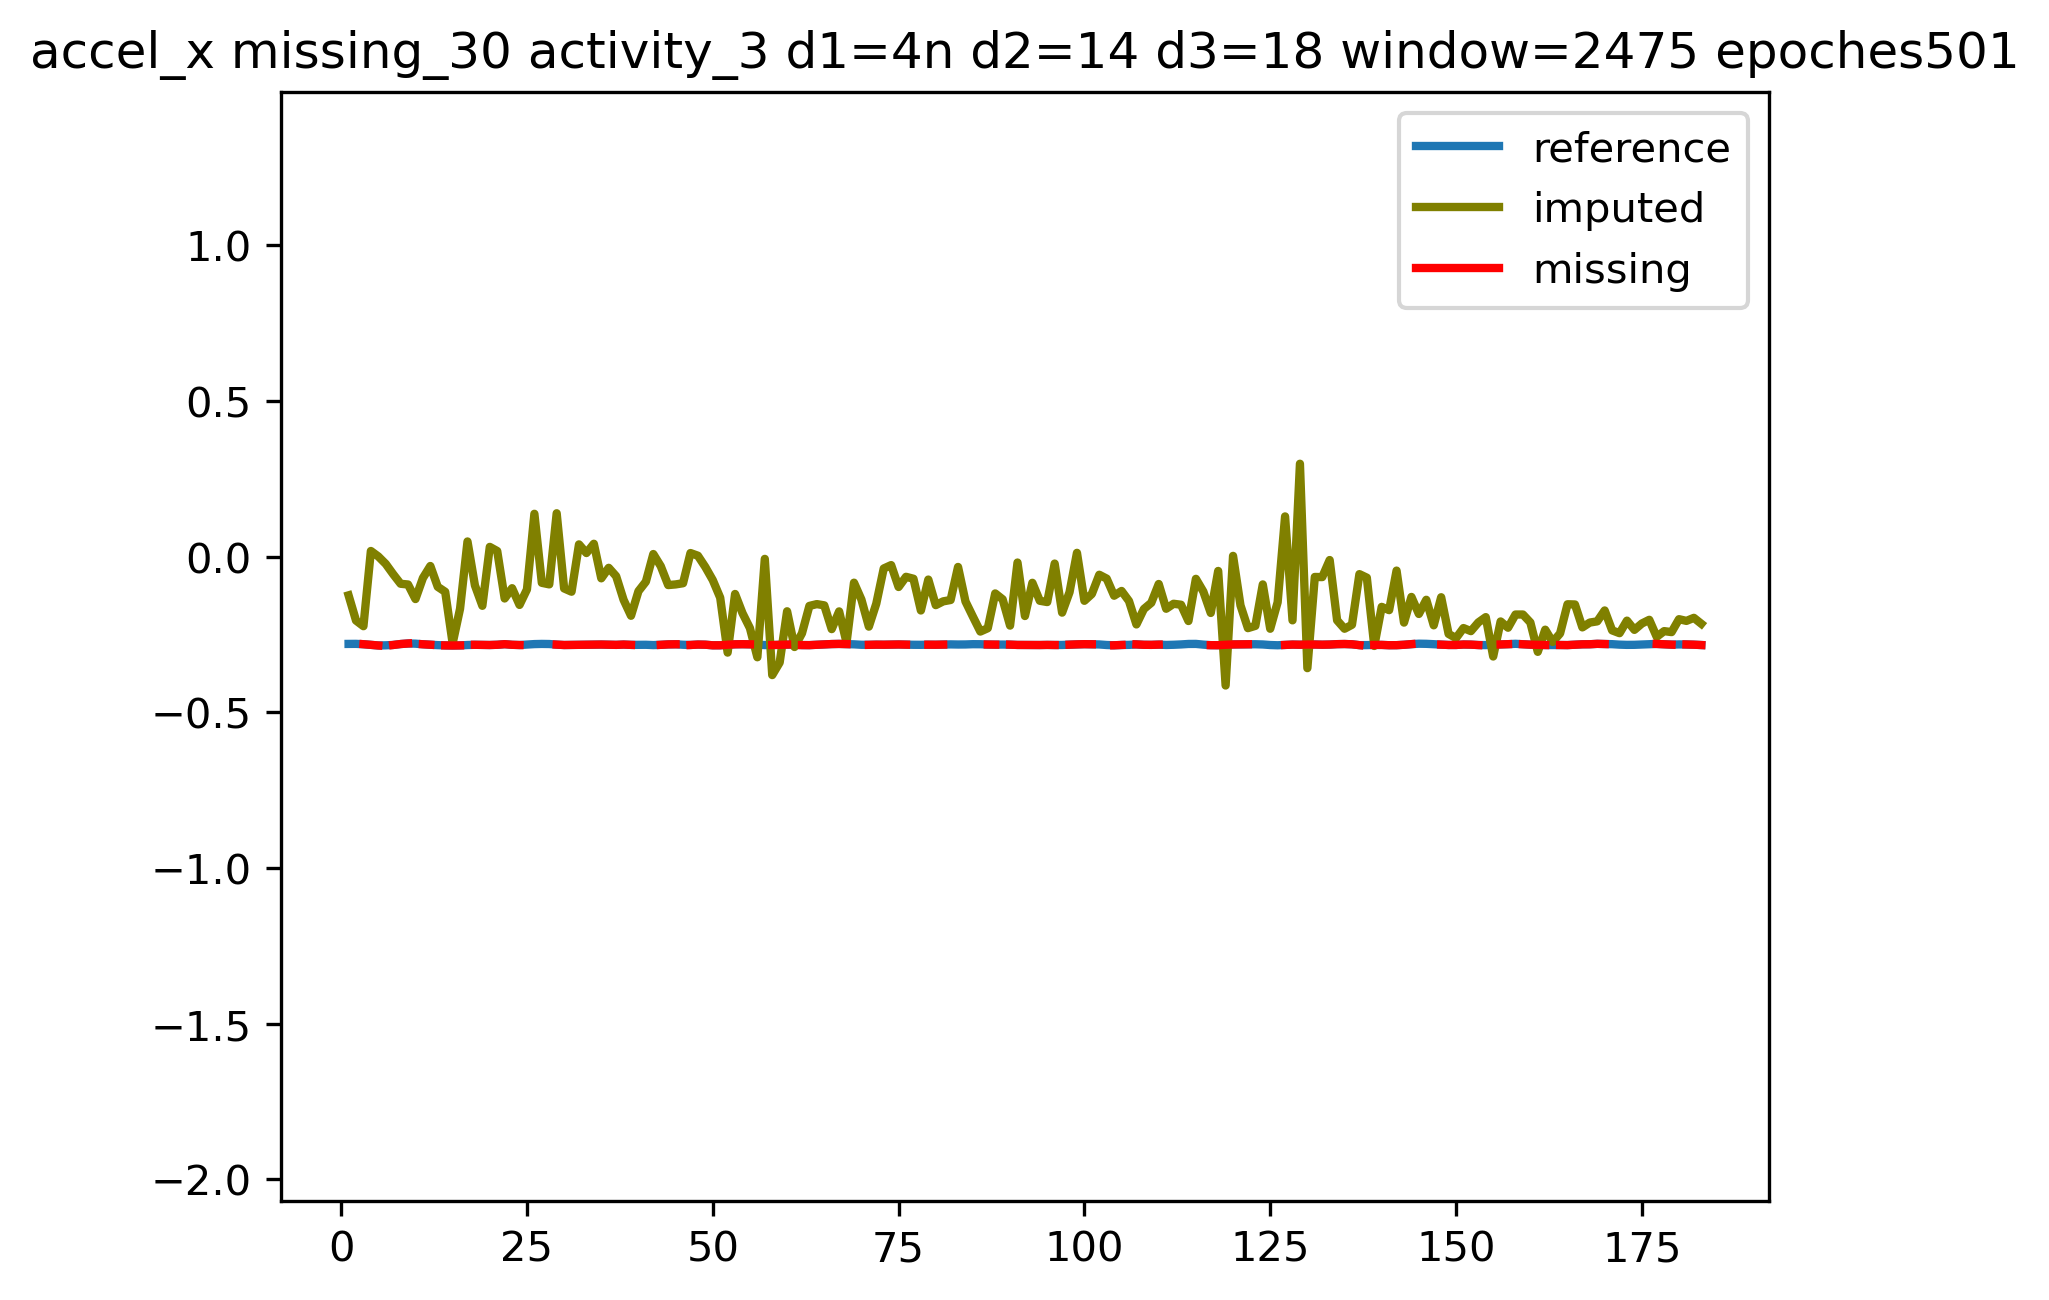 accel_x missing_30 activity_3 d1=4n d2=14 d3=18 window=2475 epoches501
reference
imputed
missing
1.0
0.5
0.0
−0.5
−1.0
−1.5
−2.0
0 25 50 75 100 125 150 175